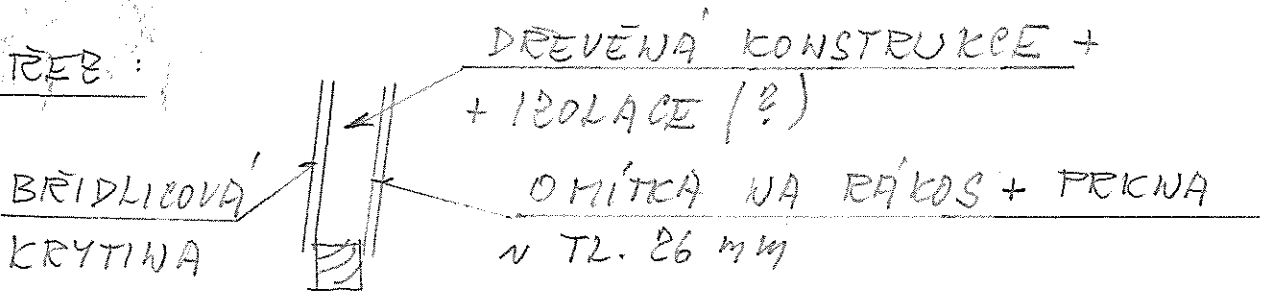 ŘEZ :
DŘEVĚNÁ KONSTRUKCE +
+ IZOLACE (?)
BŘIDLICOVÁ
KRYTINA
OMÍTKA NA RÁKOS + PRKNA
V TL. 26 mm